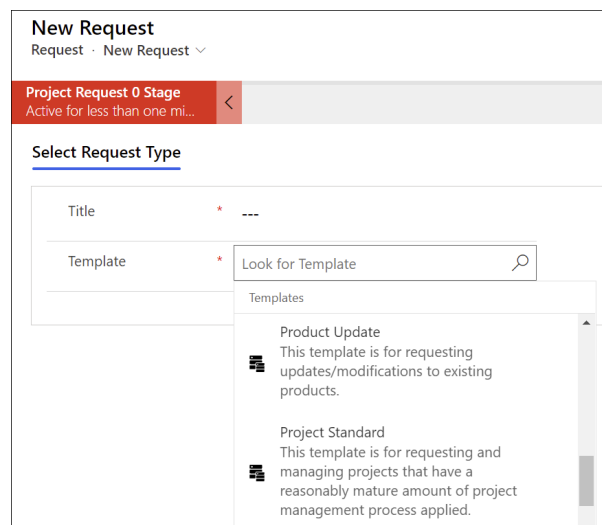 New Request
Request · New Request
Project Request 0 Stage
Active for less than one mi...
Select Request Type
Title * ---
Template * Look for Template
Templates
Product Update
This template is for requesting
updates/modifications to existing
products.
Project Standard
This template is for requesting and
managing projects that have a
reasonably mature amount of project
management process applied.